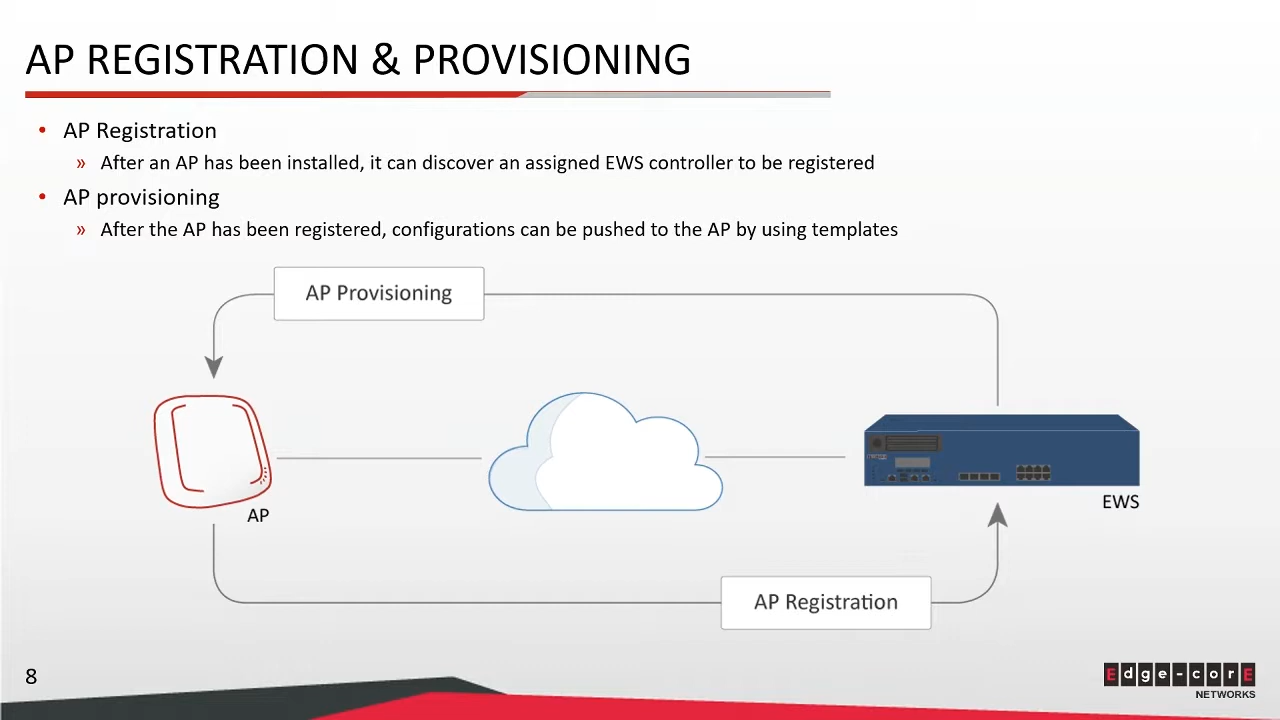 AP REGISTRATION & PROVISIONING
• AP Registration
» After an AP has been installed, it can discover an assigned EWS controller to be registered
• AP provisioning
» After the AP has been registered, configurations can be pushed to the AP by using templates
AP Provisioning
AP
EWS
AP Registration
8
Edge-corE
NETWORKS